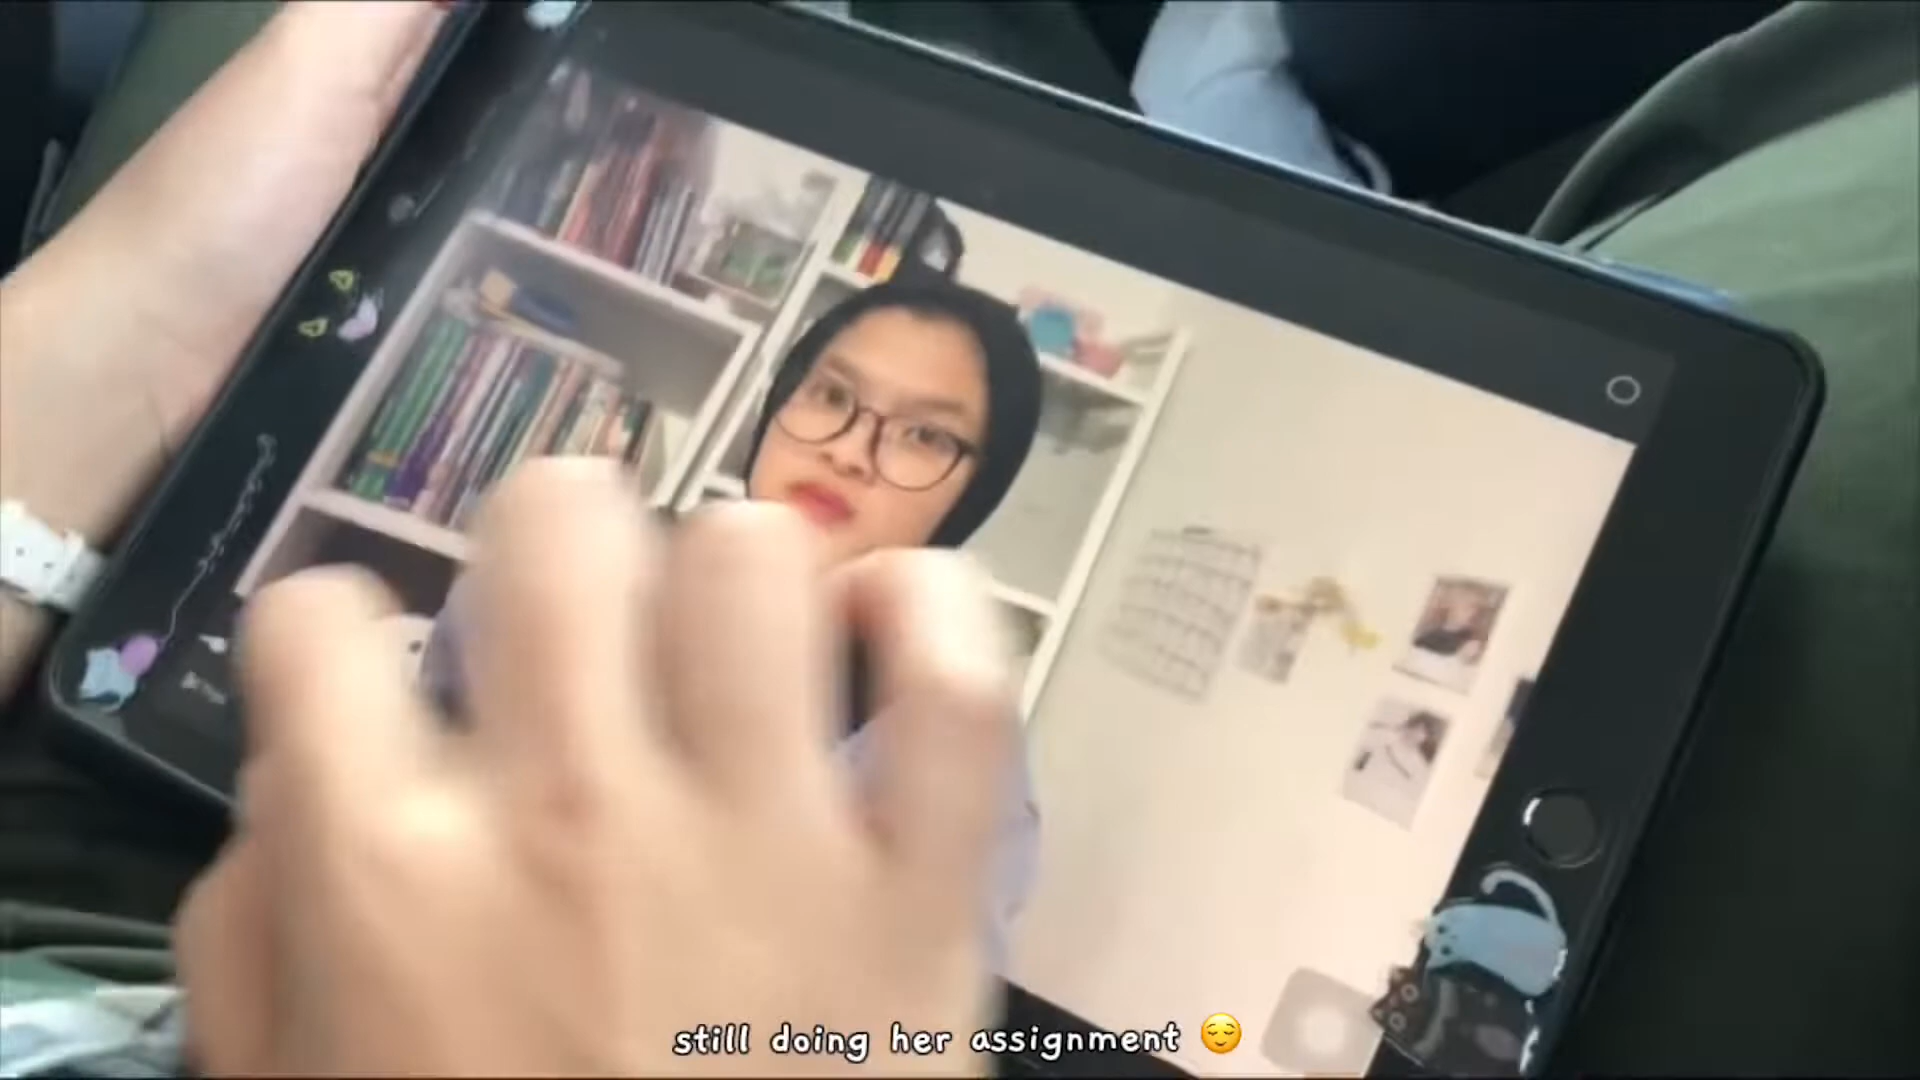 still doing her assignment 😌